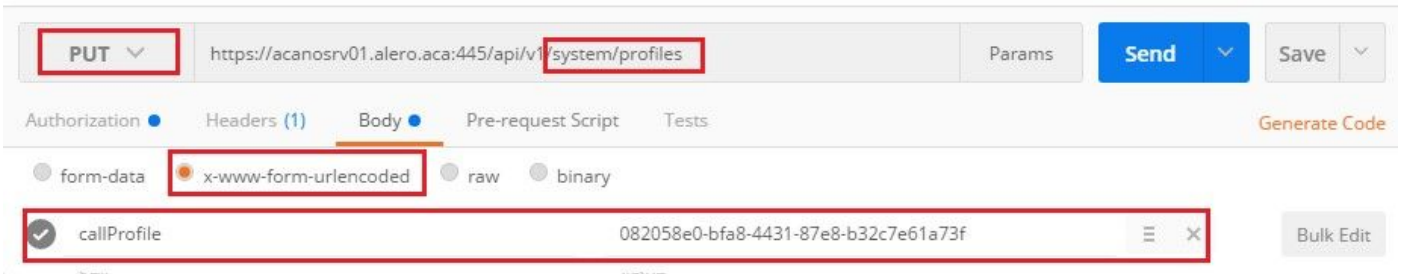 PUT https://acanosrv01.alero.aca:445/api/v1/system/profiles Params Send Save
Authorization Headers (1) Body Pre-request Script Tests Generate Code
form-data x-www-form-urlencoded raw binary
callProfile 082058e0-bfa8-4431-87e8-b32c7e61a73f Bulk Edit